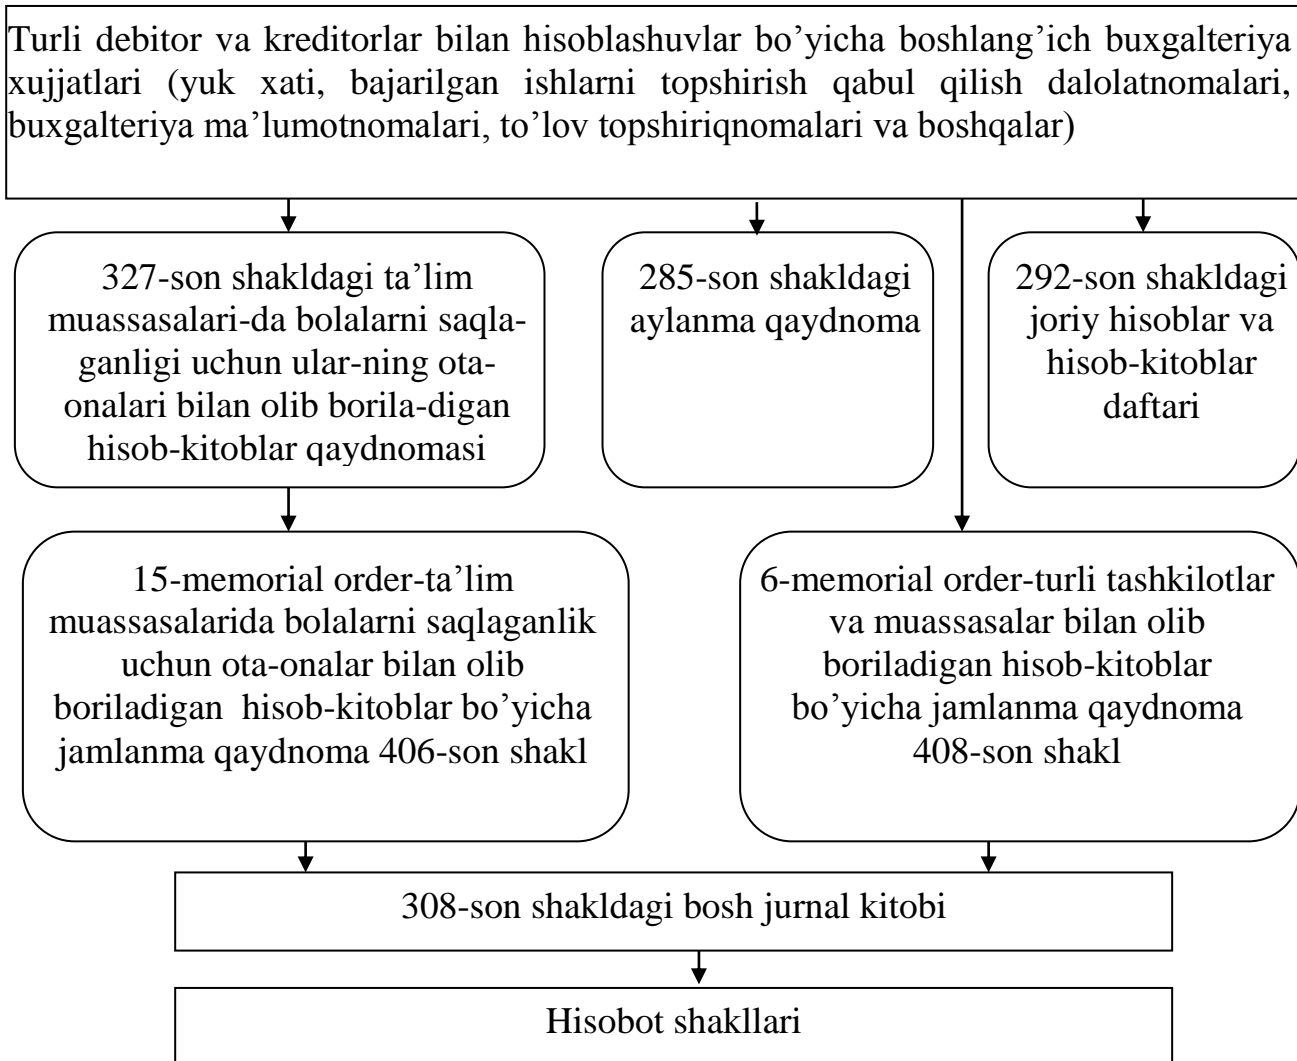 Turli debitor va kreditorlar bilan hisoblashuvlar bo’yicha boshlang’ich buxgalteriya
xujjatlari (yuk xati, bajarilgan ishlarni topshirish qabul qilish dalolatnomalari,
buxgalteriya ma’lumotnomalari, to’lov topshiriqnomalari va boshqalar)
327-son shakldagi ta’lim
muassasalari-da bolalarni saqla-
ganligi uchun ular-ning ota-
onalari bilan olib borila-digan
hisob-kitoblar qaydnomasi
285-son shakldagi
aylanma qaydnoma
292-son shakldagi
joriy hisoblar va
hisob-kitoblar
daftari
15-memorial order-ta’lim
muassasalarida bolalarni saqlaganlik
uchun ota-onalar bilan olib
boriladigan  hisob-kitoblar bo’yicha
jamlanma qaydnoma 406-son shakl
6-memorial order-turli tashkilotlar
va muassasalar bilan olib
boriladigan hisob-kitoblar
bo’yicha jamlanma qaydnoma
408-son shakl
308-son shakldagi bosh jurnal kitobi
Hisobot shakllari